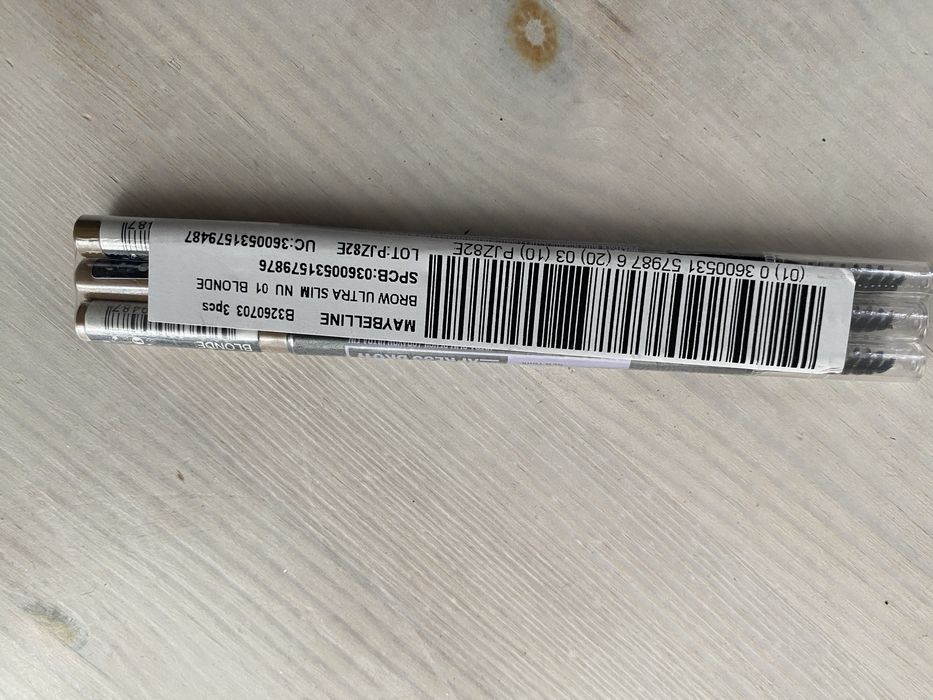 MAYBELLINE B3260703 3pcs
BROW ULTRA SLIM NU 01 BLONDE
SPCB:03600531579876
LOT:PJZ82E UC:3600531579487
(01) 0 3600531 57987 6 (20) 03 (10) PJZ82E
BLONDE